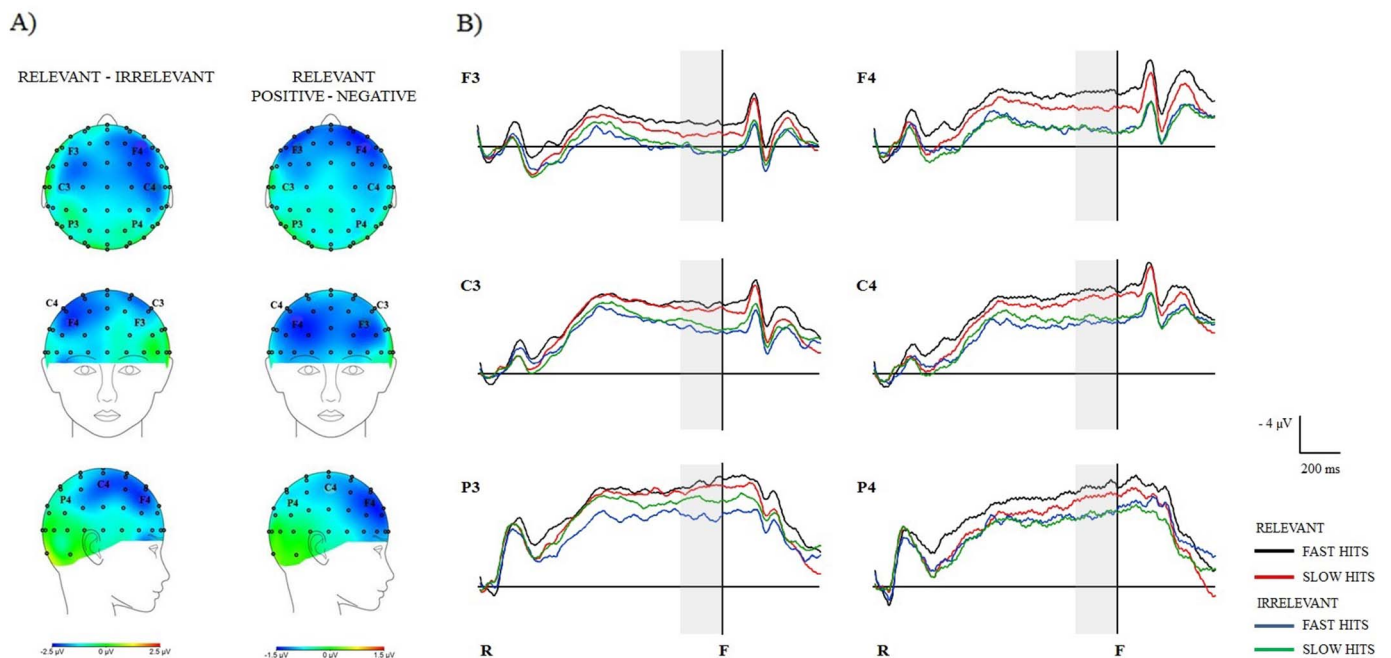 A)
RELEVANT - IRRELEVANT
RELEVANT
POSITIVE - NEGATIVE
F3
F4
C3
C4
P3
P4
F3
F4
C3
C4
P3
P4
C4
C3
F4
F3
C4
C3
F4
F3
C4
P4
F4
C4
P4
F4
-2.5 µV
0 µV
2.5 µV
-1.5 µV
0 µV
1.5 µV
B)
F3
F4
C3
C4
P3
P4
R
F
R
F
- 4 µV
200 ms
RELEVANT
FAST HITS
SLOW HITS
IRRELEVANT
FAST HITS
SLOW HITS